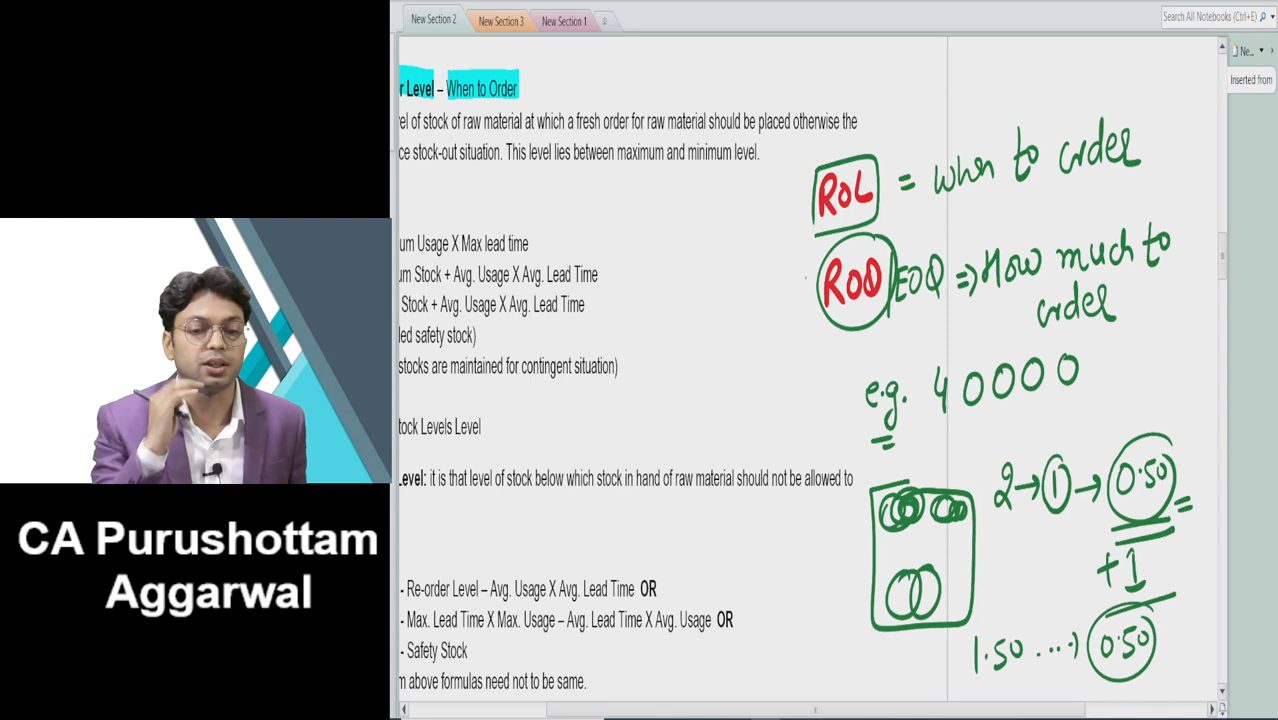 New Section 2
New Section 3
New Section 1
Search All Notebooks (Ctrl+E)
Ne...
Inserted from
r Level – When to Order
el of stock of raw material at which a fresh order for raw material should be placed otherwise the
ce stock-out situation. This level lies between maximum and minimum level.
um Usage X Max lead time
um Stock + Avg. Usage X Avg. Lead Time
Stock + Avg. Usage X Avg. Lead Time
ed safety stock)
stocks are maintained for contingent situation)
tock Levels Level
Level: it is that level of stock below which stock in hand of raw material should not be allowed to
- Re-order Level – Avg. Usage X Avg. Lead Time OR
- Max. Lead Time X Max. Usage – Avg. Lead Time X Avg. Usage OR
- Safety Stock
m above formulas need not to be same.
ROL = when to order
ROQ EOQ => How much to
order
e.g. 40000
2 → 1 → 0.50
+1
1.50 ...→ 0.50
CA Purushottam
Aggarwal